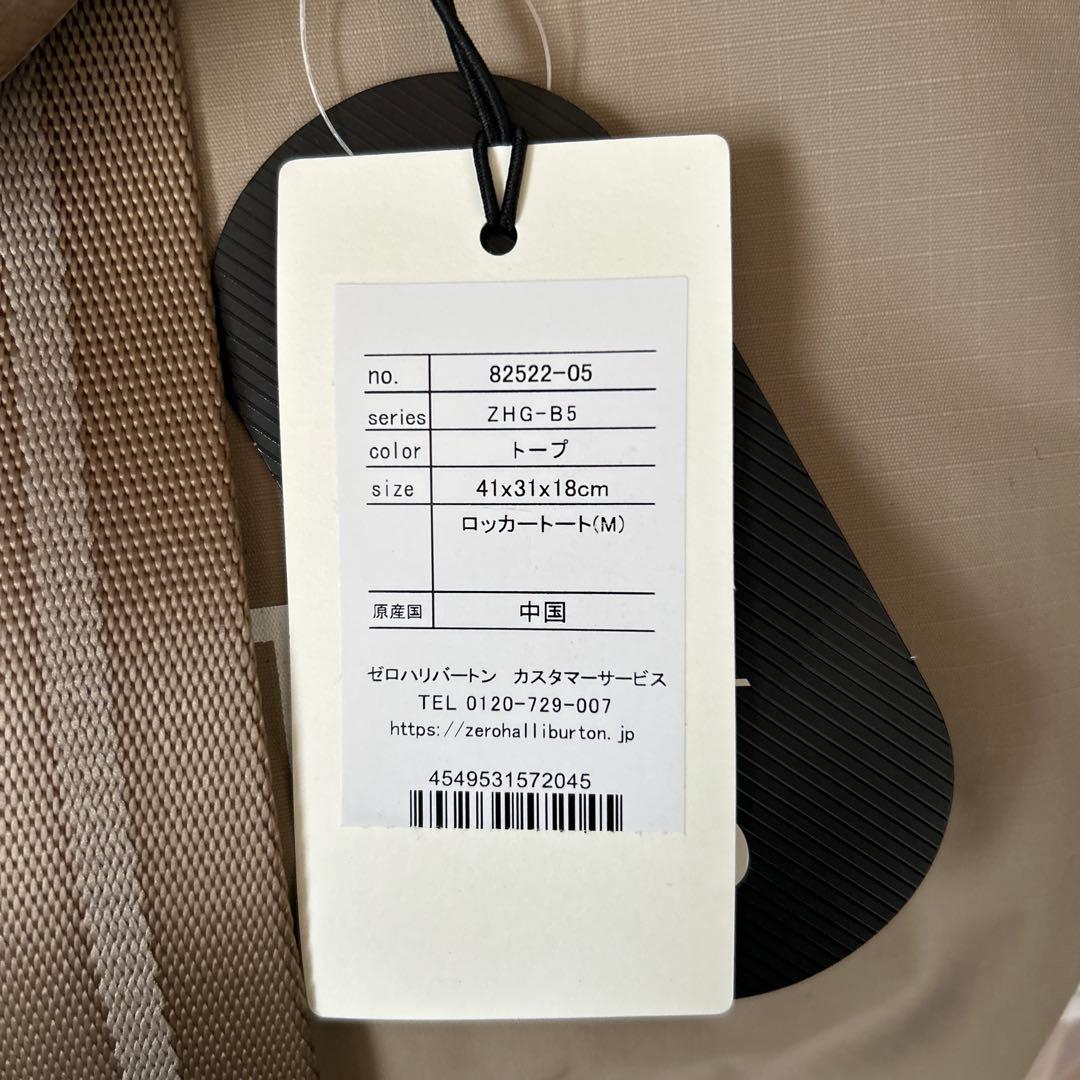 no. 82522-05
series ZHG-B5
color トープ
size 41x31x18cm
ロッカートート(M)
原産国 中国
ゼロハリバートン カスタマーサービス
TEL 0120-729-007
https://zerohalliburton.jp
4549531572045